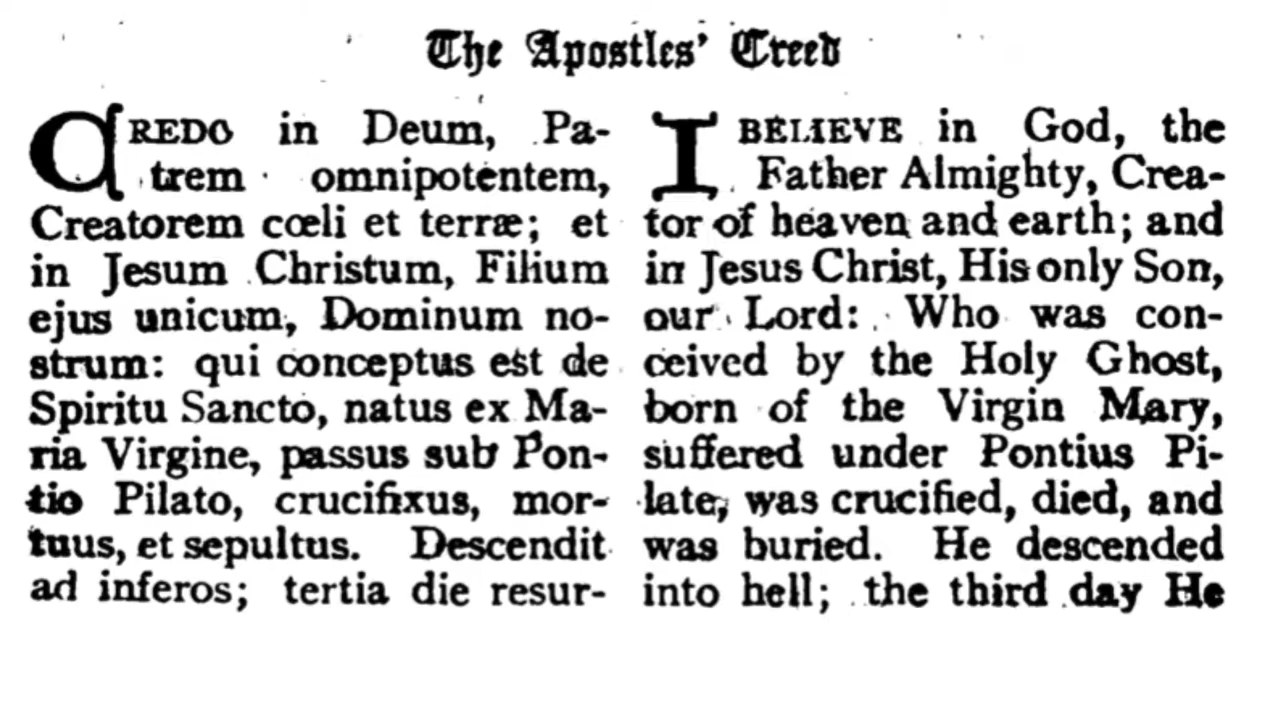 The Apostles' Creed
CREDO in Deum, Pa-
trem omnipotentem,
Creatorem cœli et terræ; et
in Jesum Christum, Filium
ejus unicum, Dominum no-
strum: qui conceptus est de
Spiritu Sancto, natus ex Ma-
ria Virgine, passus sub Pon-
tio Pilato, crucifixus, mor-
tuus, et sepultus. Descendit
ad inferos; tertia die resur-
I BELIEVE in God, the
Father Almighty, Crea-
tor of heaven and earth; and
in Jesus Christ, His only Son,
our Lord: Who was con-
ceived by the Holy Ghost,
born of the Virgin Mary,
suffered under Pontius Pi-
late, was crucified, died, and
was buried. He descended
into hell; the third day He